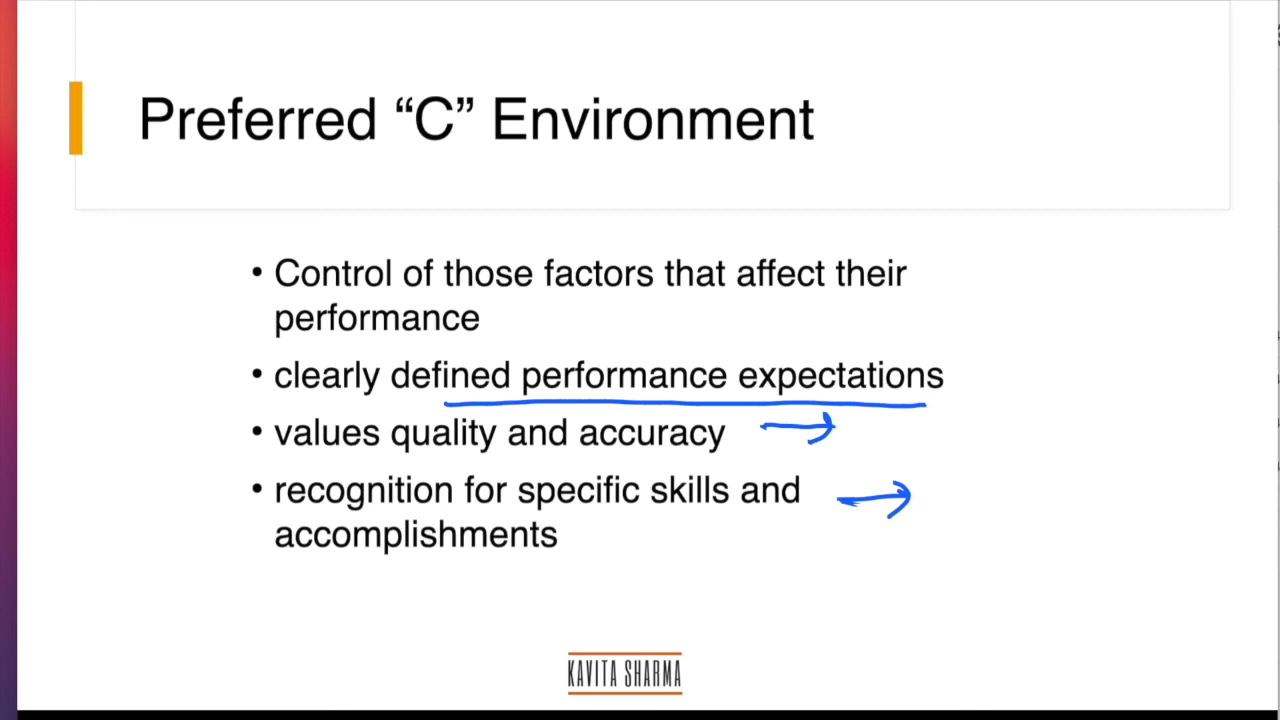 Preferred “C” Environment
• Control of those factors that affect their
performance
• clearly defined performance expectations
• values quality and accuracy
• recognition for specific skills and
accomplishments
KAVITA SHARMA